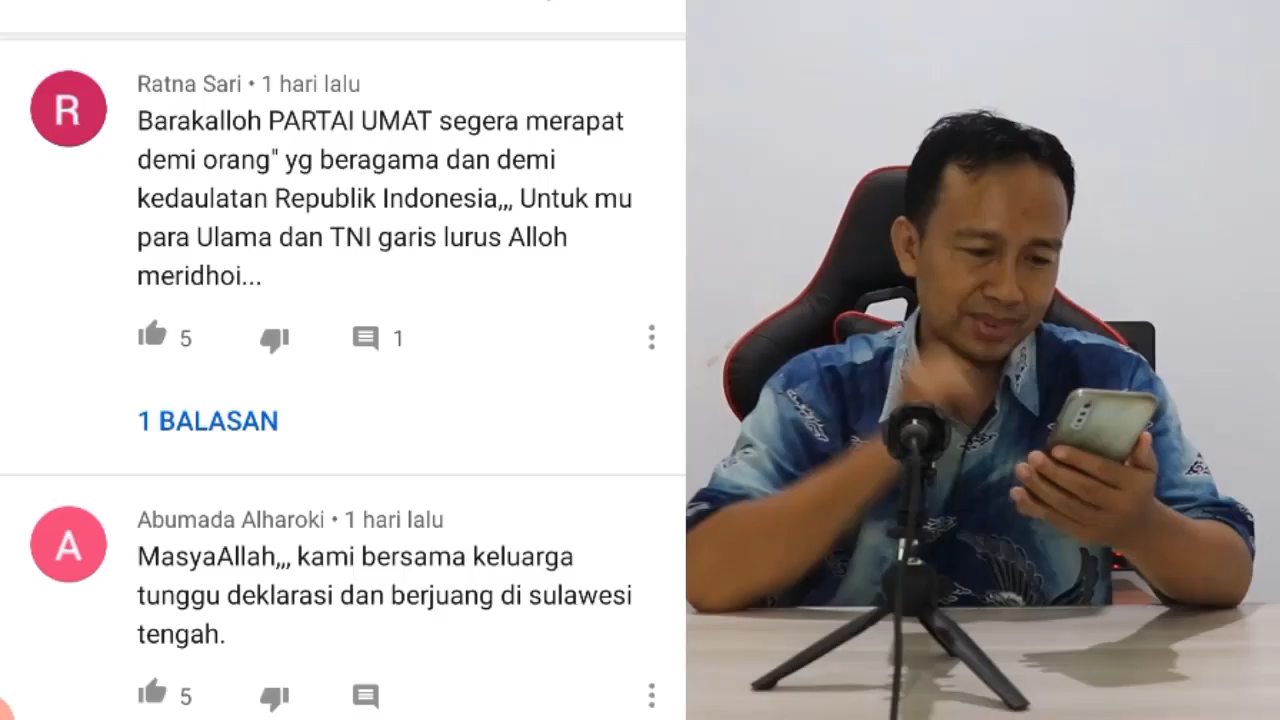 R
Ratna Sari • 1 hari lalu
Barakalloh PARTAI UMAT segera merapat
demi orang" yg beragama dan demi
kedaulatan Republik Indonesia,,, Untuk mu
para Ulama dan TNI garis lurus Alloh
meridhoi...
5 1
1 BALASAN
A
Abumada Alharoki • 1 hari lalu
MasyaAllah,,, kami bersama keluarga
tunggu deklarasi dan berjuang di sulawesi
tengah.
5